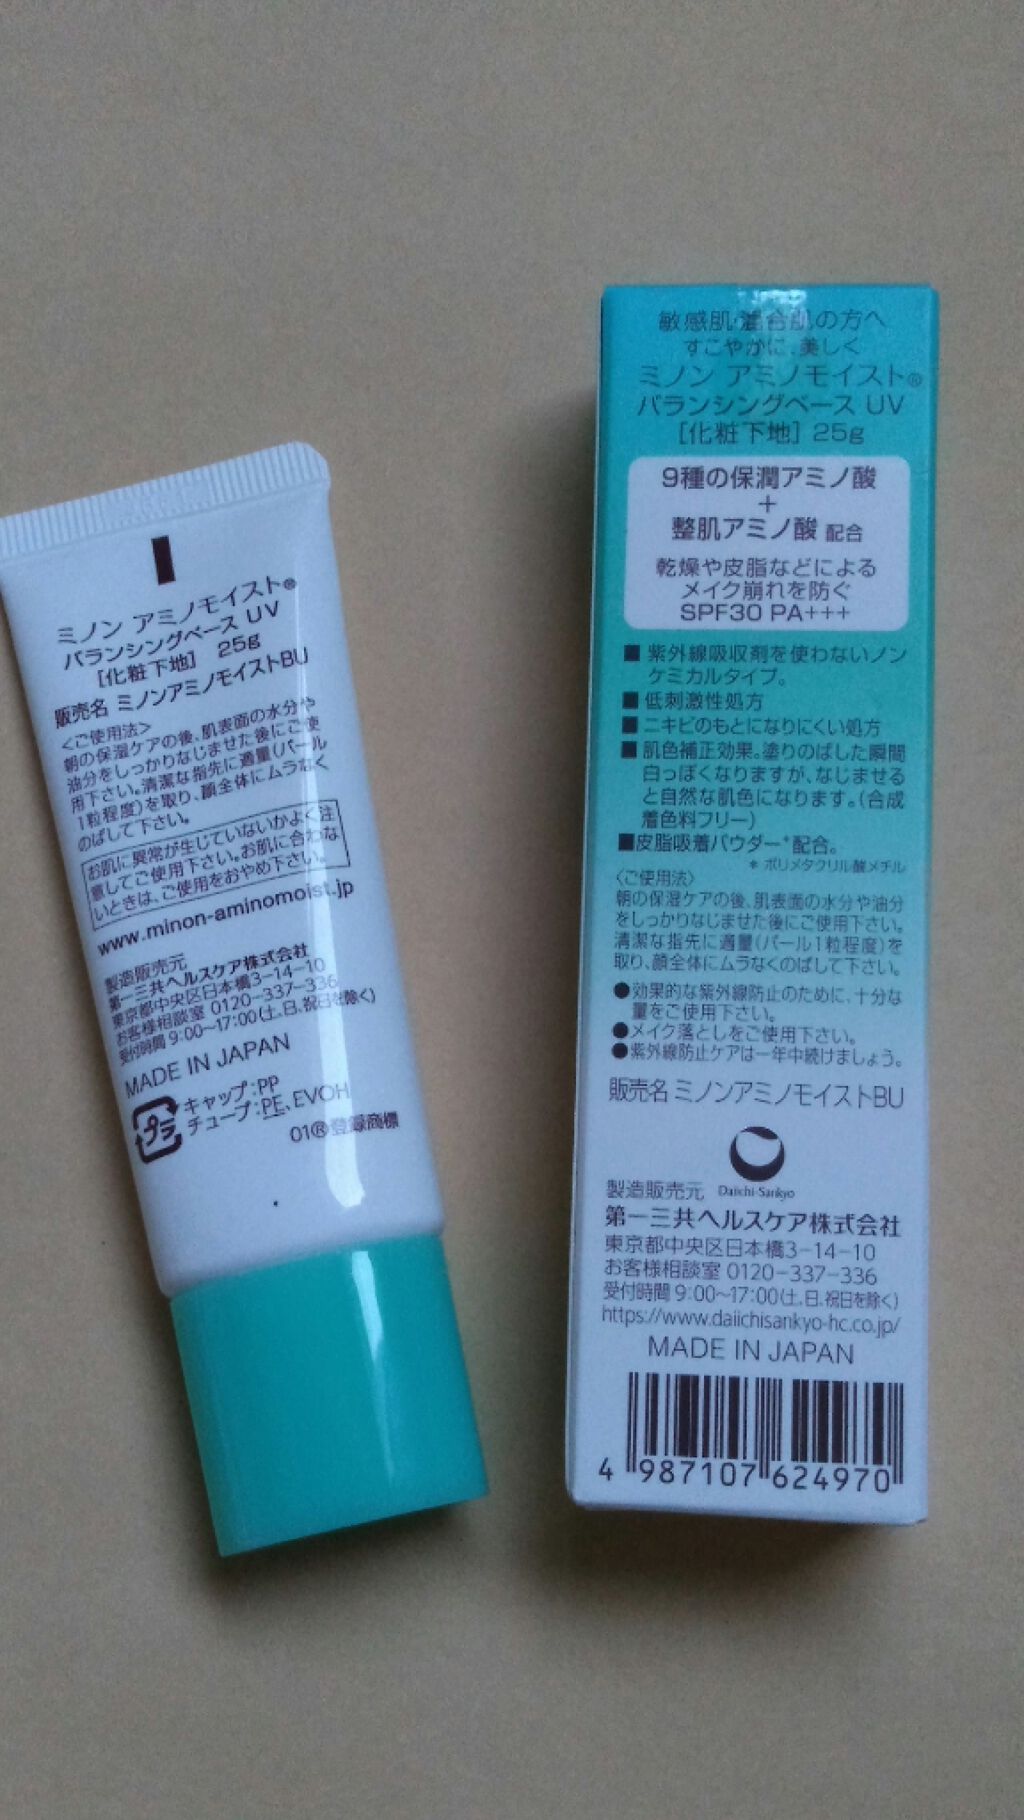 ミノン アミノモイスト®
バランシングベース UV
[化粧下地] 25g
販売名 ミノンアミノモイストBU
<ご使用法>
朝の保湿ケアの後、肌表面の水分や
油分をしっかりなじませた後にご使
用下さい。清潔な指先に適量(パール
1粒程度)を取り、顔全体にムラなく
のばして下さい。
お肌に異常が生じていないかよく注
意してご使用下さい。お肌に合わな
いときは、ご使用をおやめ下さい。
www.minon-aminomoist.jp
製造販売元
第一三共ヘルスケア株式会社
東京都中央区日本橋3-14-10
お客様相談室 0120-337-336
受付時間 9:00~17:00(土、日、祝日を除く)
MADE IN JAPAN
プラ
キャップ:PP
チューブ:PE、EVOH
01®登録商標
敏感肌・混合肌の方へ
すこやかに、美しく
ミノン アミノモイスト®
バランシングベース UV
[化粧下地] 25g
9種の保潤アミノ酸
+
整肌アミノ酸 配合
乾燥や皮脂などによる
メイク崩れを防ぐ
SPF30 PA+++
■ 紫外線吸収剤を使わないノン
ケミカルタイプ。
■ 低刺激性処方
■ ニキビのもとになりにくい処方
■ 肌色補正効果。塗りのばした瞬間
白っぽくなりますが、なじませる
と自然な肌色になります。(合成
着色料フリー)
■皮脂吸着パウダー*配合。
* ポリメタクリル酸メチル
<ご使用法>
朝の保湿ケアの後、肌表面の水分や油分
をしっかりなじませた後にご使用下さい。
清潔な指先に適量(パール1粒程度)を
取り、顔全体にムラなくのばして下さい。
●効果的な紫外線防止のために、十分な
量をご使用下さい。
●メイク落としをご使用下さい。
●紫外線防止ケアは一年中続けましょう。
販売名 ミノンアミノモイストBU
Daiichi-Sankyo
製造販売元
第一三共ヘルスケア株式会社
東京都中央区日本橋3-14-10
お客様相談室 0120-337-336
受付時間 9:00~17:00(土、日、祝日を除く)
https://www.daiichisankyo-hc.co.jp/
MADE IN JAPAN
4 987107 624970